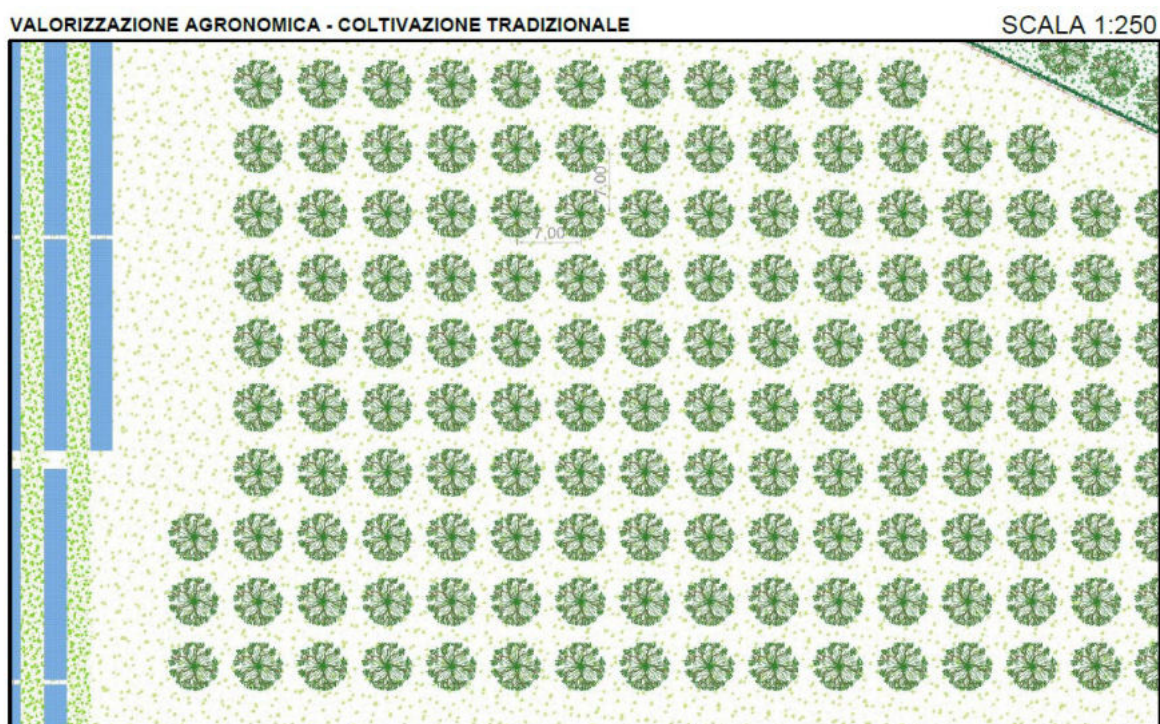 VALORIZZAZIONE AGRONOMICA - COLTIVAZIONE TRADIZIONALE
SCALA 1:250
7,00
7,00